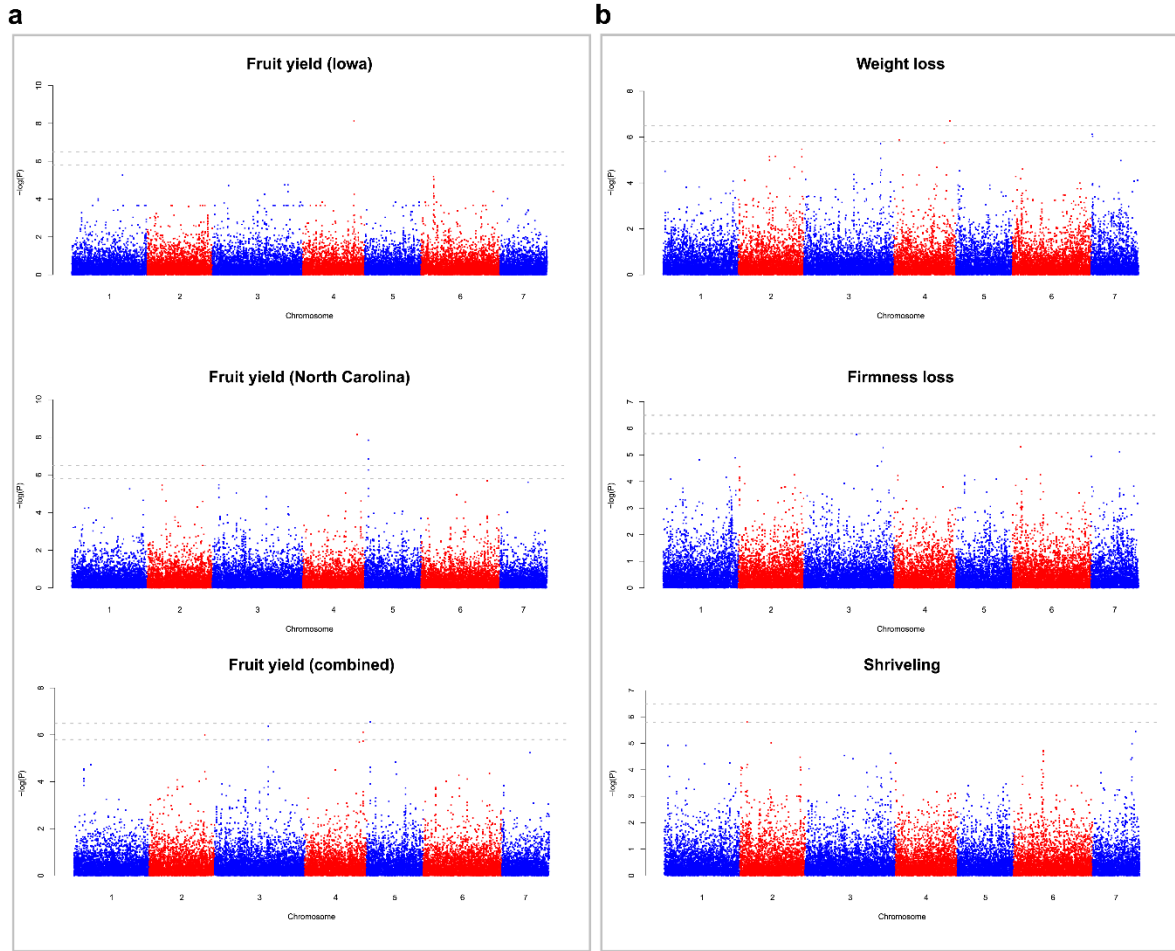 a
Fruit yield (Iowa)
10
8
6
4
2
0
−log(P)
1 2 3 4 5 6 7
Chromosome
Fruit yield (North Carolina)
10
8
6
4
2
0
−log(P)
1 2 3 4 5 6 7
Chromosome
Fruit yield (combined)
8
6
4
2
0
−log(P)
1 2 3 4 5 6 7
Chromosome
b
Weight loss
8
6
4
2
0
−log(P)
1 2 3 4 5 6 7
Chromosome
Firmness loss
7
6
5
4
3
2
1
0
−log(P)
1 2 3 4 5 6 7
Chromosome
Shriveling
7
6
5
4
3
2
1
0
−log(P)
1 2 3 4 5 6 7
Chromosome